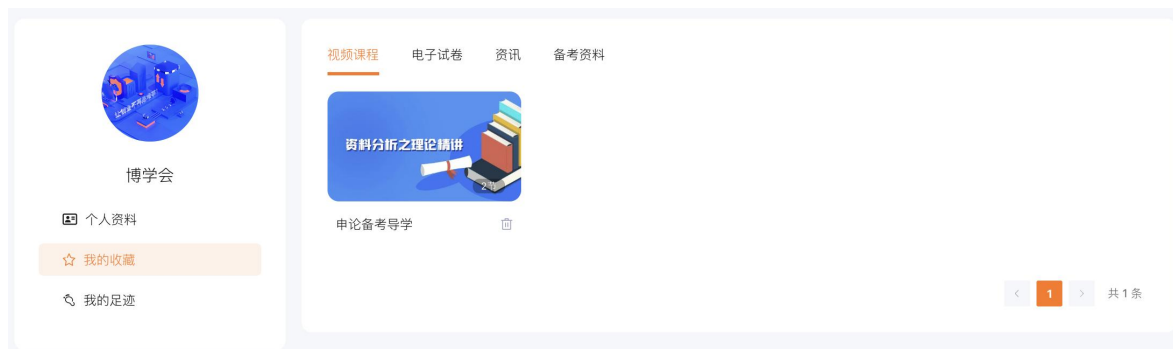 博学会
个人资料
我的收藏
我的足迹
视频课程 电子试卷 资讯 备考资料
资料分析之理论精讲
2节
申论备考导学
< 1 > 共 1 条